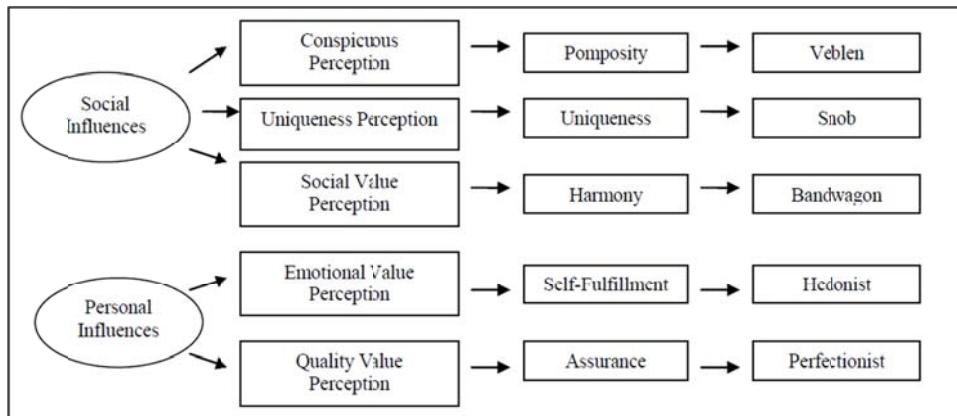 Conspicuous
Perception
Pomposity
Veblen
Social
Influences
Uniqueness Perception
Uniqueness
Snob
Social Value
Perception
Harmony
Bandwagon
Emotional Value
Perception
Self-Fulfillment
Hedonist
Personal
Influences
Quality Value
Perception
Assurance
Perfectionist